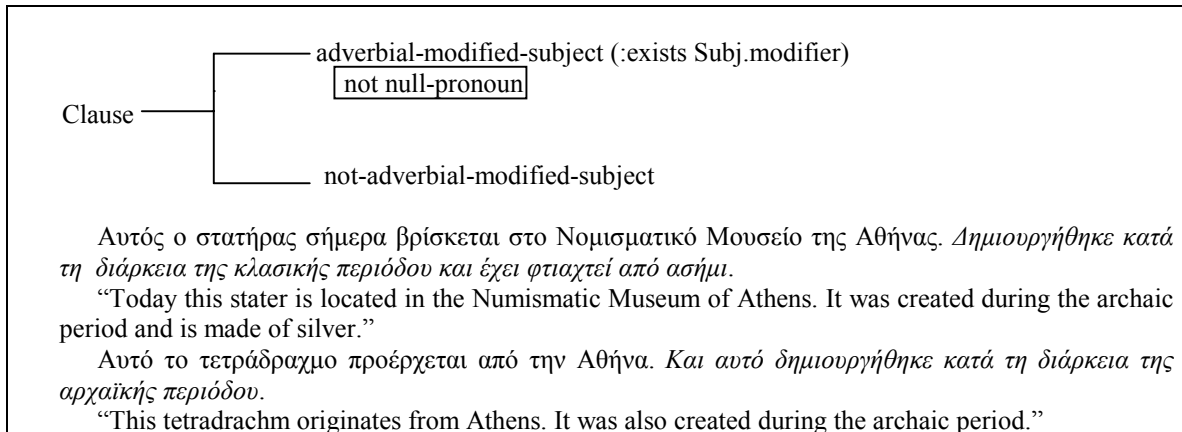 adverbial-modified-subject (:exists Subj.modifier)
not null-pronoun
Clause
not-adverbial-modified-subject
Αυτός ο στατήρας σήμερα βρίσκεται στο Νομισματικό Μουσείο της Αθήνας. Δημιουργήθηκε κατά
τη διάρκεια της κλασικής περιόδου και έχει φτιαχτεί από ασήμι.
“Today this stater is located in the Numismatic Museum of Athens. It was created during the archaic
period and is made of silver.”
Αυτό το τετράδραχμο προέρχεται από την Αθήνα. Και αυτό δημιουργήθηκε κατά τη διάρκεια της
αρχαϊκής περιόδου.
“This tetradrachm originates from Athens. It was also created during the archaic period.”